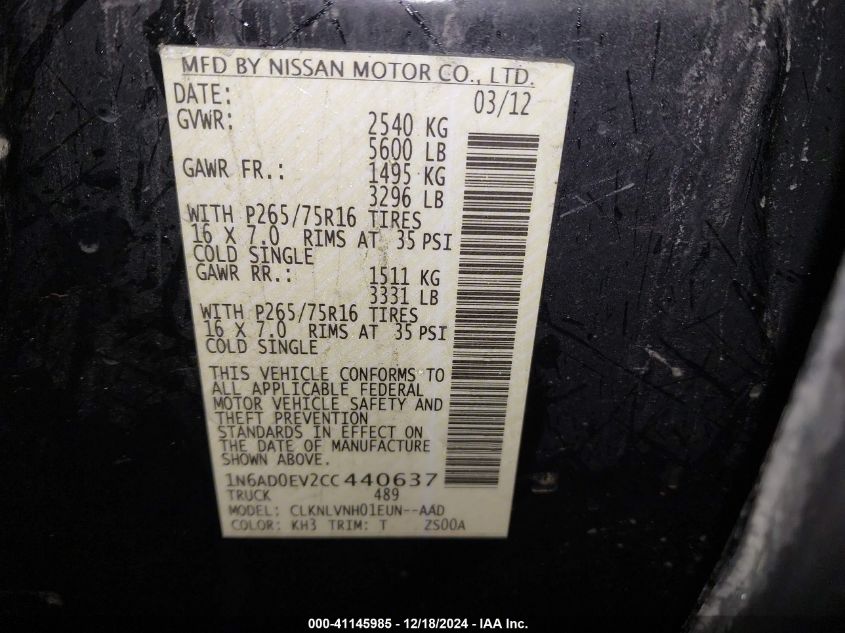 MFD BY NISSAN MOTOR CO., LTD.
DATE: 03/12
GVWR: 2540 KG
5600 LB
GAWR FR.: 1495 KG
3296 LB
WITH P265/75R16 TIRES
16 X 7.0 RIMS AT 35 PSI
COLD SINGLE
GAWR RR.: 1511 KG
3331 LB
WITH P265/75R16 TIRES
16 X 7.0 RIMS AT 35 PSI
COLD SINGLE
THIS VEHICLE CONFORMS TO
ALL APPLICABLE FEDERAL
MOTOR VEHICLE SAFETY AND
THEFT PREVENTION
STANDARDS IN EFFECT ON
THE DATE OF MANUFACTURE
SHOWN ABOVE.
1N6AD0EV2CC440637
TRUCK 489
MODEL: CLKNLVNH01EUN--AAD
COLOR: KH3 TRIM: T ZS00A
000-41145985 - 12/18/2024 - IAA Inc.